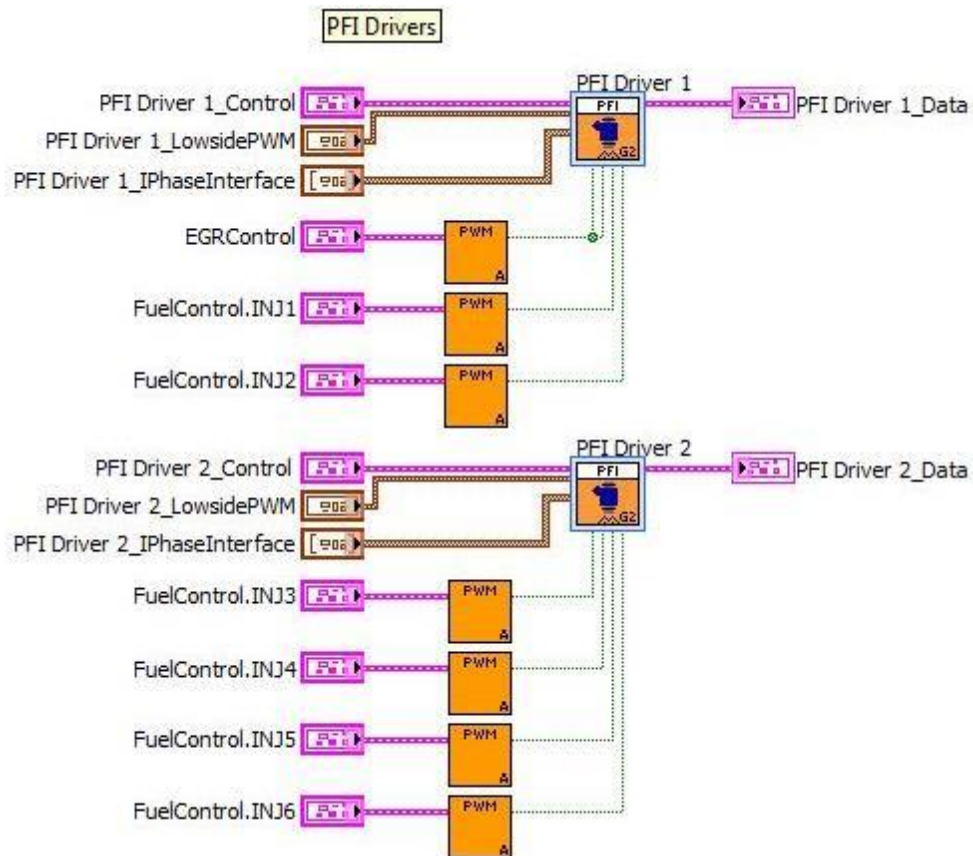 PFI Drivers
PFI Driver 1
PFI Driver 1_Control
PFI
G2
PFI Driver 1_Data
PFI Driver 1_LowsidePWM
PFI Driver 1_IPhaseInterface
EGRControl
PWM
A
FuelControl.INJ1
PWM
A
FuelControl.INJ2
PWM
A
PFI Driver 2
PFI Driver 2_Control
PFI
G2
PFI Driver 2_Data
PFI Driver 2_LowsidePWM
PFI Driver 2_IPhaseInterface
FuelControl.INJ3
PWM
A
FuelControl.INJ4
PWM
A
FuelControl.INJ5
PWM
A
FuelControl.INJ6
PWM
A